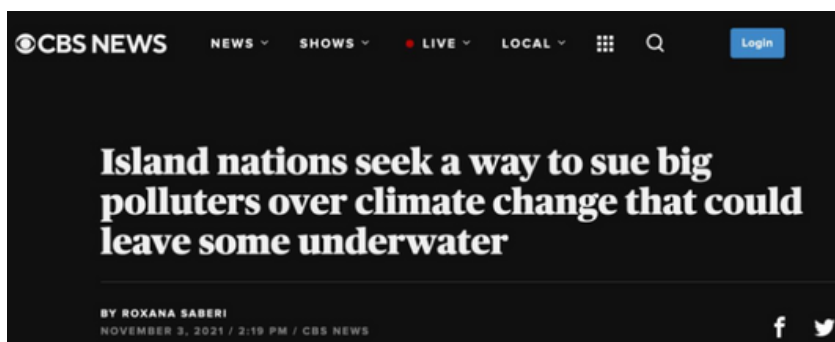 CBS NEWS NEWS SHOWS LIVE LOCAL Login
Island nations seek a way to sue big
polluters over climate change that could
leave some underwater
BY ROXANA SABERI
NOVEMBER 3, 2021 / 2:19 PM / CBS NEWS